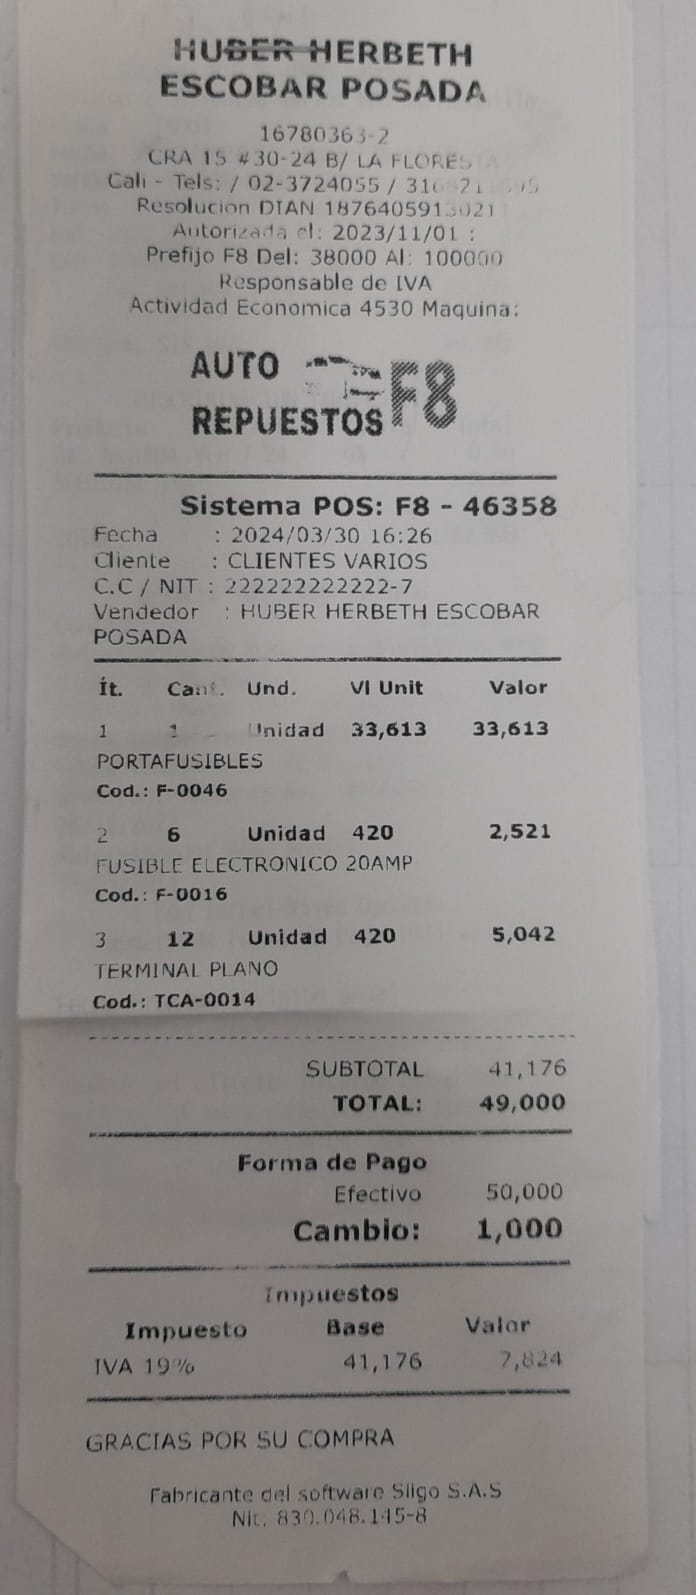 HUBER HERBETH
ESCOBAR POSADA
16780363-2
CRA 15 #30-24 B/ LA FLORESTA
Cali - Tels: / 02-3724055 /
Resolucion DIAN
Autorizada el: 2023/11/01 :
Prefijo F8 Del: 38000 Al: 100000
Responsable de IVA
Actividad Economica 4530 Maquina:
AUTO F8
REPUESTOS
Sistema POS: F8 - 46358
Fecha : 2024/03/30 16:26
Cliente : CLIENTES VARIOS
C.C / NIT : 222222222222-7
Vendedor : HUBER HERBETH ESCOBAR
POSADA
Ít. Cant. Und. Vl Unit Valor
1 1 Unidad 33,613 33,613
PORTAFUSIBLES
Cod.: F-0046
2 6 Unidad 420 2,521
FUSIBLE ELECTRONICO 20AMP
Cod.: F-0016
3 12 Unidad 420 5,042
TERMINAL PLANO
Cod.: TCA-0014
SUBTOTAL 41,176
TOTAL: 49,000
Forma de Pago
Efectivo 50,000
Cambio: 1,000
Impuestos
Impuesto Base Valor
IVA 19% 41,176 7,824
GRACIAS POR SU COMPRA
Fabricante del software Siigo S.A.S
Nit: 830.048.145-8